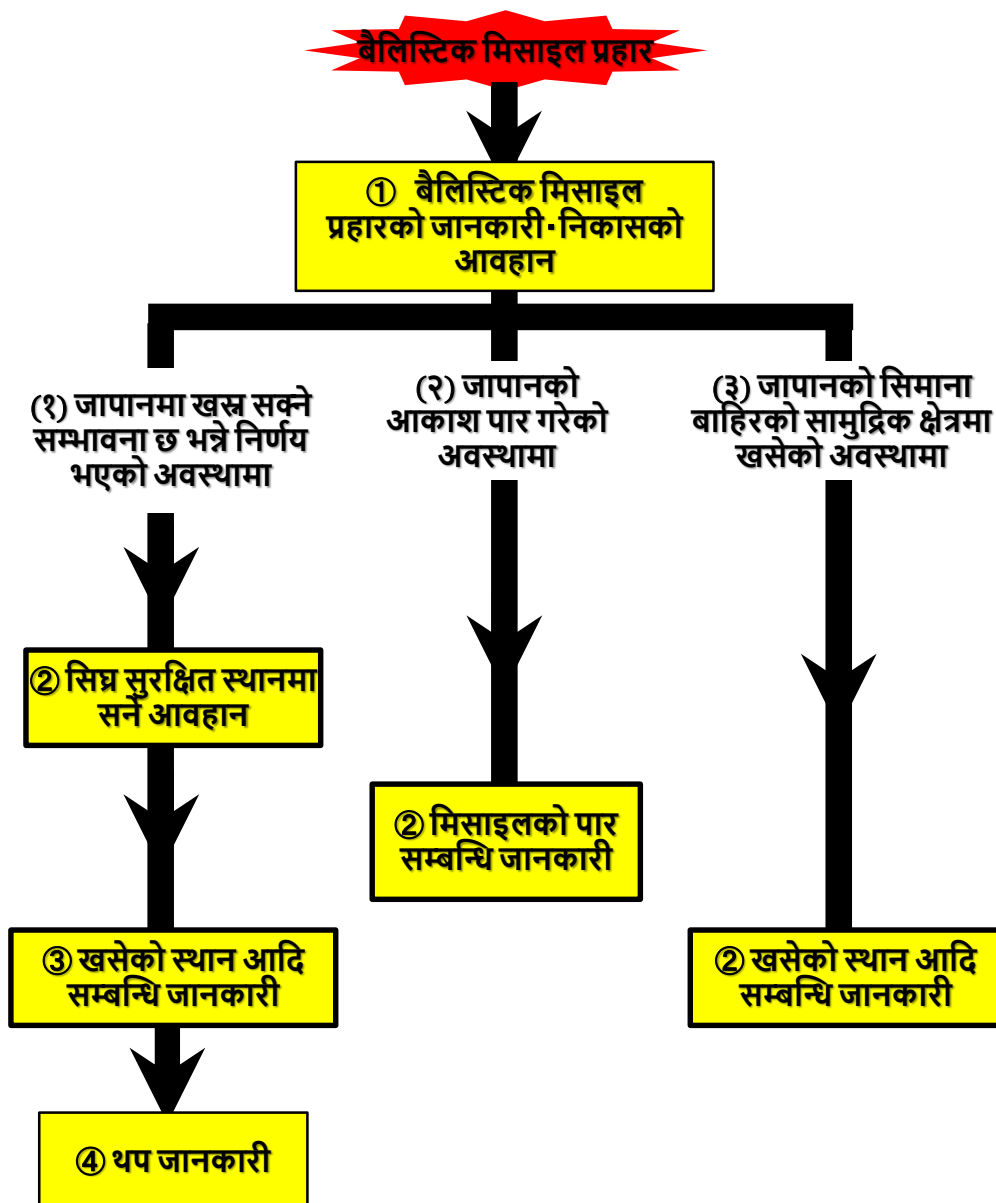 बैलिस्टिक मिसाइल प्रहार
① बैलिस्टिक मिसाइल
प्रहारको जानकारी･निकासको
आवहान
(१) जापानमा खस्न सक्ने
सम्भावना छ भन्ने निर्णय
भएको अवस्थामा
(२) जापानको
आकाश पार गरेको
अवस्थामा
(३) जापानको सिमाना
बाहिरको सामुद्रिक क्षेत्रमा
खसेको अवस्थामा
② सिघ्र सुरक्षित स्थानमा
सर्ने आवहान
② मिसाइलको पार
सम्बन्धि जानकारी
③ खसेको स्थान आदि
सम्बन्धि जानकारी
② खसेको स्थान आदि
सम्बन्धि जानकारी
④ थप जानकारी